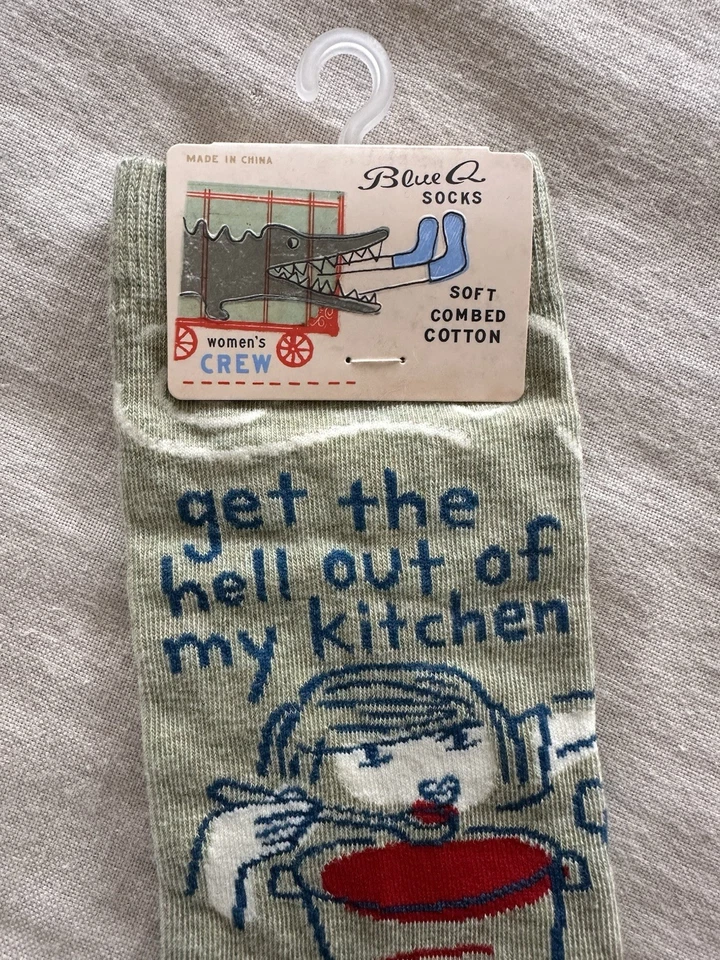 MADE IN CHINA
Blue Q
SOCKS
SOFT
COMBED
COTTON
women's
CREW
get the
hell out of
my kitchen